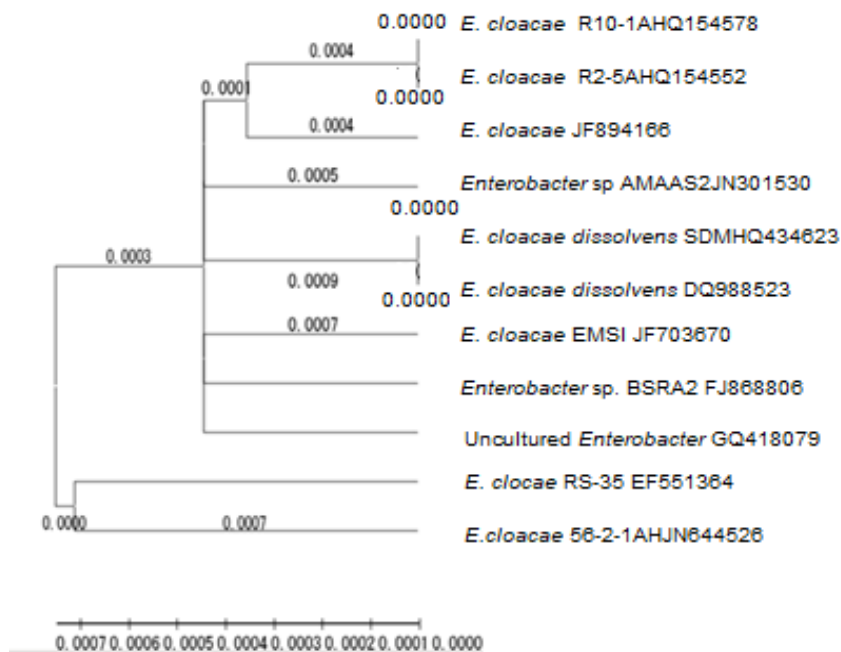 0.0000 E. cloacae R10-1AHQ154578
0.0004
E. cloacae R2-5AHQ154552
0.0001
0.0000
0.0004 E. cloacae JF894166
0.0005 Enterobacter sp AMAAS2JN301530
0.0000
E. cloacae dissolvens SDMHQ434623
0.0003
0.0009
E. cloacae dissolvens DQ988523
0.0000
0.0007 E. cloacae EMSI JF703670
Enterobacter sp. BSRA2 FJ868806
Uncultured Enterobacter GQ418079
E. clocae RS-35 EF551364
0.0000 0.0007 E.cloacae 56-2-1AHJN644526
0.0007 0.0006 0.0005 0.0004 0.0003 0.0002 0.0001 0.0000